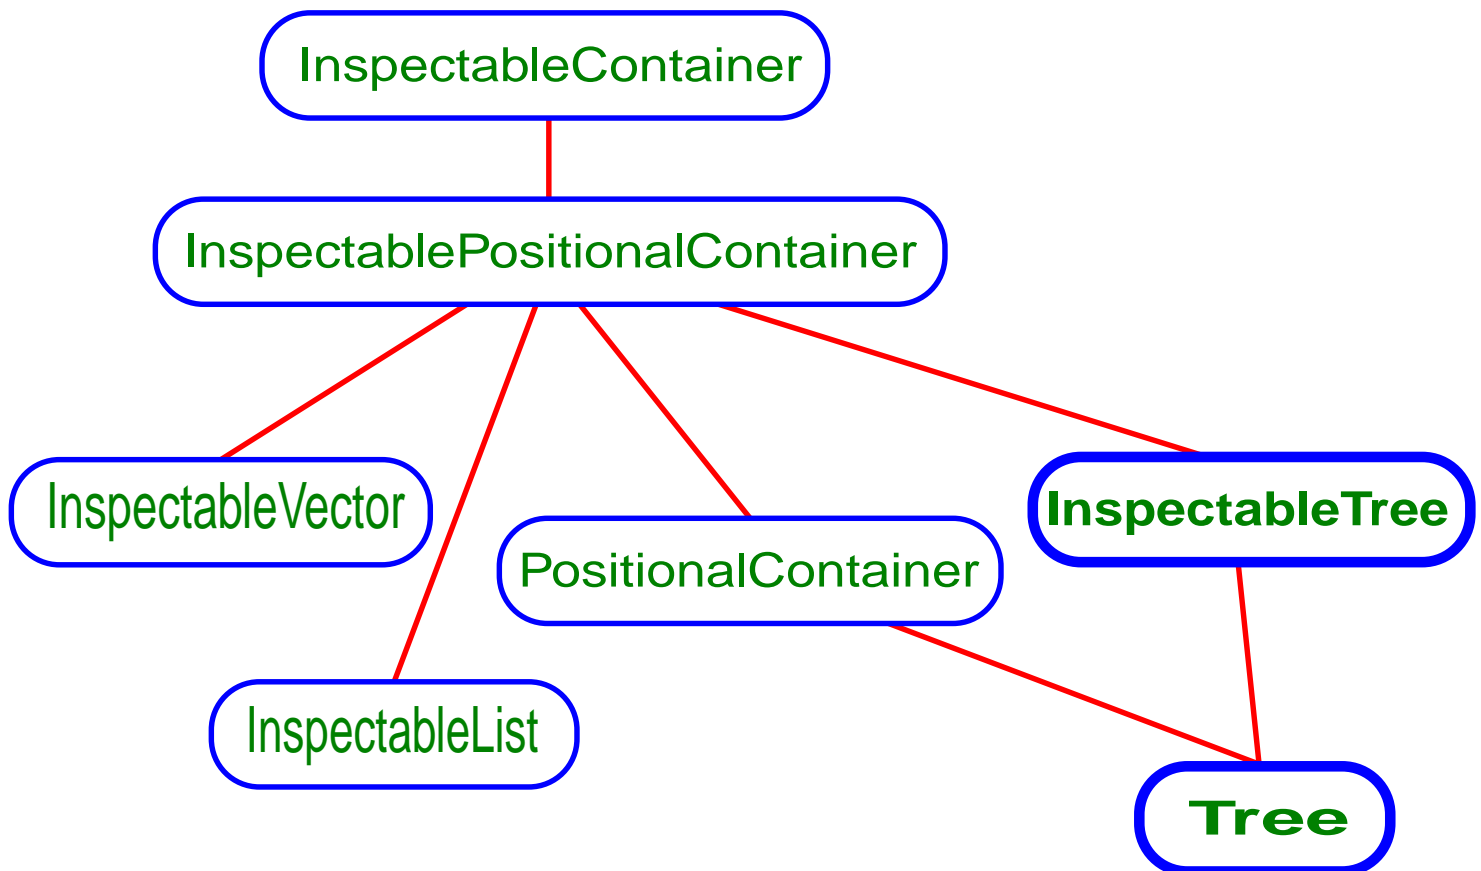 InspectableContainer
InspectablePositionalContainer
InspectableVector
InspectableTree
PositionalContainer
InspectableList
Tree